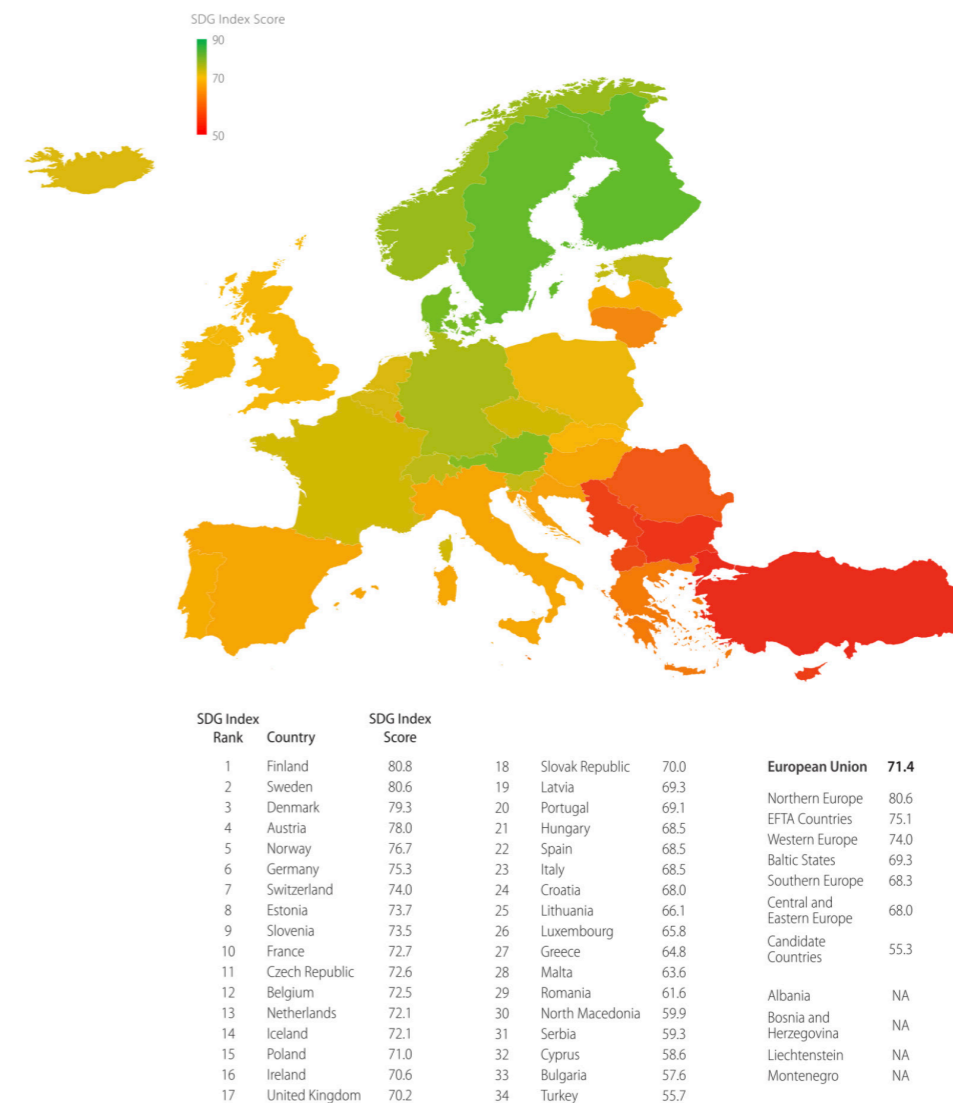 SDG Index Score
90
70
50
SDG Index
Rank
Country
SDG Index
Score
1 Finland 80.8
2 Sweden 80.6
3 Denmark 79.3
4 Austria 78.0
5 Norway 76.7
6 Germany 75.3
7 Switzerland 74.0
8 Estonia 73.7
9 Slovenia 73.5
10 France 72.7
11 Czech Republic 72.6
12 Belgium 72.5
13 Netherlands 72.1
14 Iceland 72.1
15 Poland 71.0
16 Ireland 70.6
17 United Kingdom 70.2
18 Slovak Republic 70.0
19 Latvia 69.3
20 Portugal 69.1
21 Hungary 68.5
22 Spain 68.5
23 Italy 68.5
24 Croatia 68.0
25 Lithuania 66.1
26 Luxembourg 65.8
27 Greece 64.8
28 Malta 63.6
29 Romania 61.6
30 North Macedonia 59.9
31 Serbia 59.3
32 Cyprus 58.6
33 Bulgaria 57.6
34 Turkey 55.7
European Union 71.4
Northern Europe 80.6
EFTA Countries 75.1
Western Europe 74.0
Baltic States 69.3
Southern Europe 68.3
Central and
Eastern Europe 68.0
Candidate
Countries 55.3
Albania NA
Bosnia and
Herzegovina NA
Liechtenstein NA
Montenegro NA